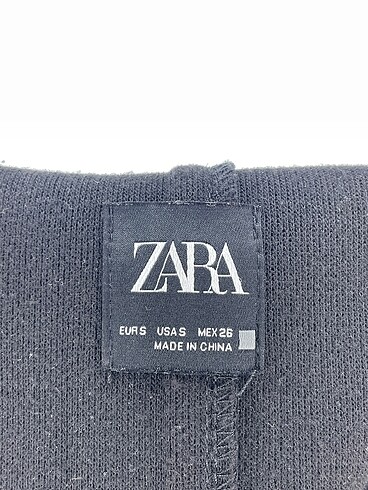 ZARA
EUR S USA S MEX 26
MADE IN CHINA